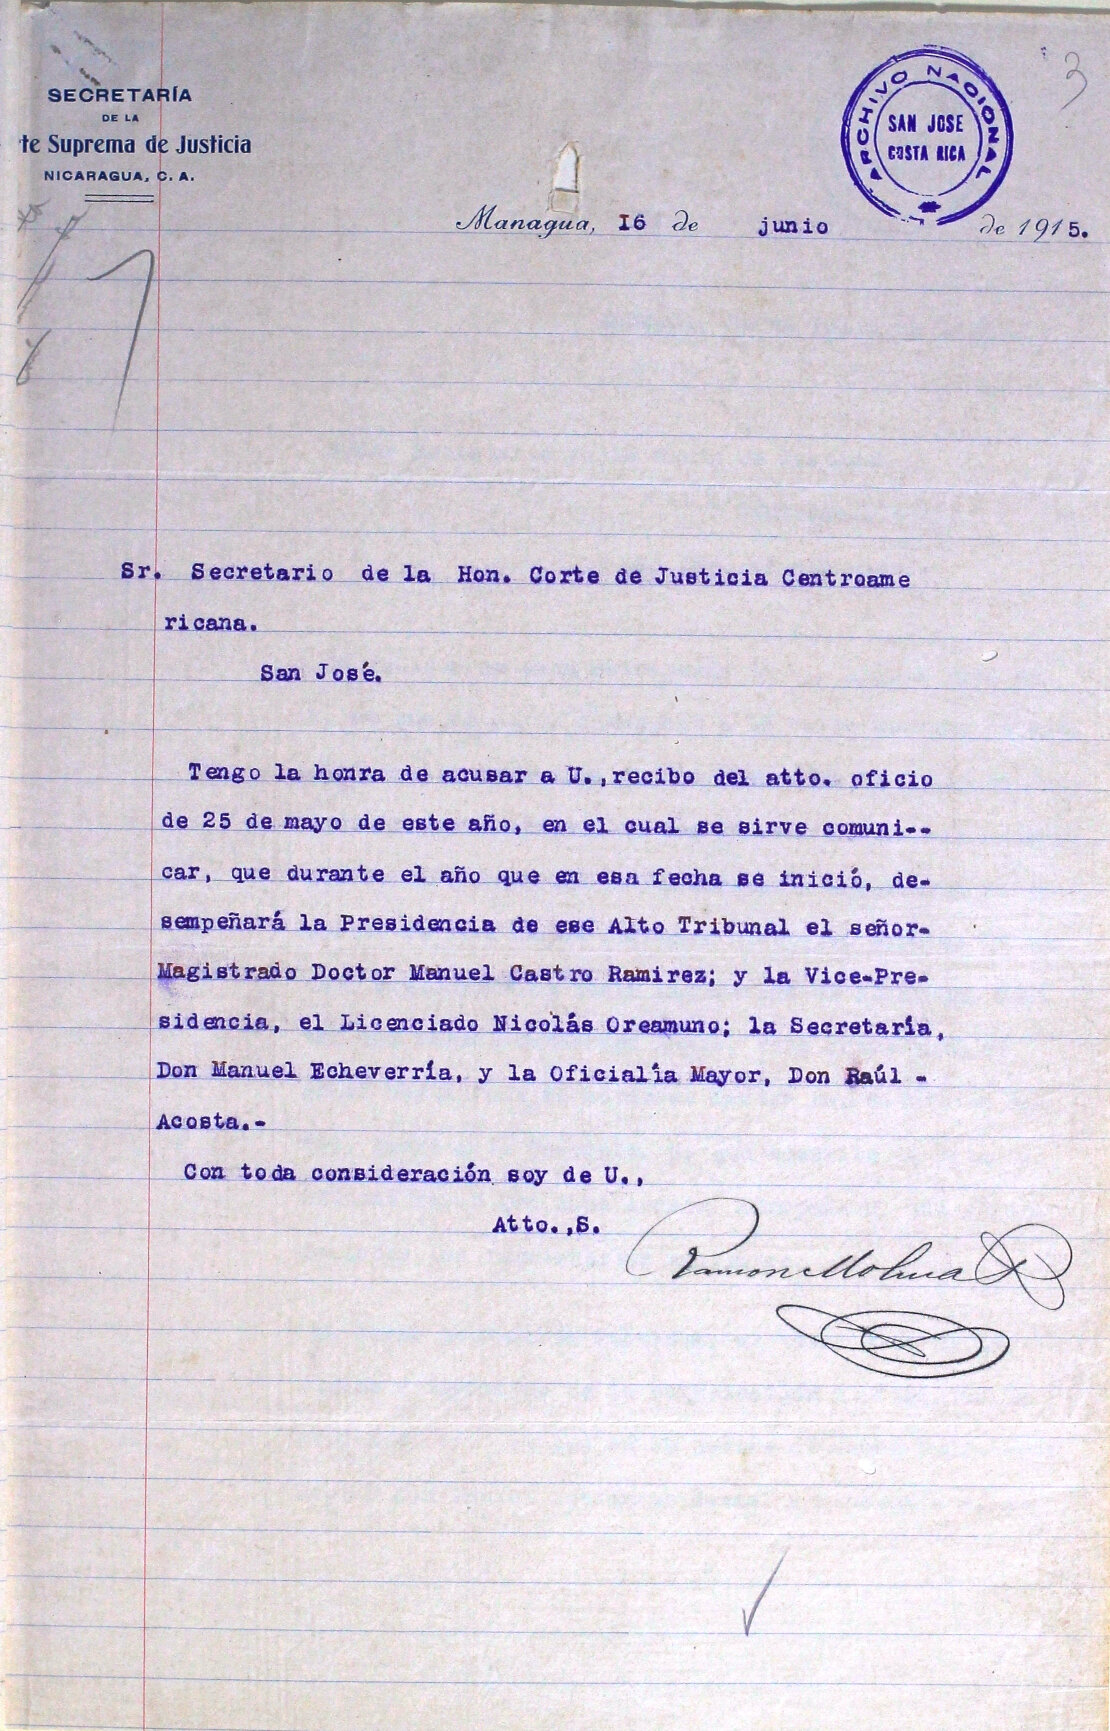 SECRETARÍA
DE LA
te Suprema de Justicia
NICARAGUA, C. A.
ARCHIVO NACIONAL
SAN JOSE
COSTA RICA
3
Managua, I6 de junio de 1915.
Sr. Secretario de la Hon. Corte de Justicia Centroame
ricana.
San José.
Tengo la honra de acusar a U.,recibo del atto. oficio
de 25 de mayo de este año, en el cual se sirve comuni--
car, que durante el año que en esa fecha se inició, de-
sempeñará la Presidencia de ese Alto Tribunal el señor-
Magistrado Doctor Manuel Castro Ramirez; y la Vice-Pre-
sidencia, el Licenciado Nicolás Oreamuno; la Secretaría,
Don Manuel Echeverría, y la Oficialía Mayor, Don Raúl -
Acosta.-
Con toda consideración soy de U.,
Atto.,S.
Ramon Molina R